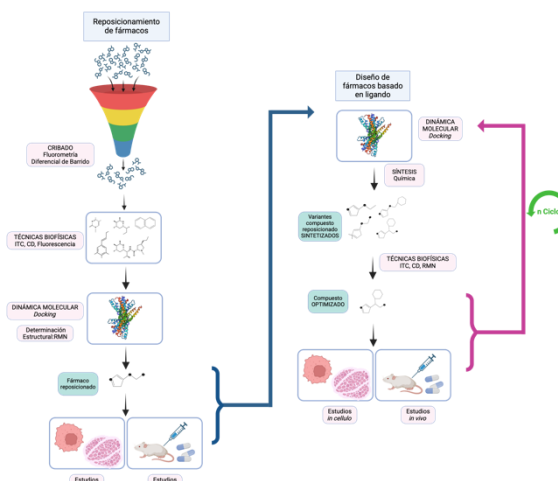 Reposicionamiento
de fármacos
CRIBADO
Fluorometría
Diferencial de Barrido
TÉCNICAS BIOFÍSICAS
ITC, CD, Fluorescencia
DINÁMICA MOLECULAR
Docking
Determinación
Estructural:RMN
Fármaco
reposicionado
Estudios
Estudios
Diseño de
fármacos basado
en ligando
DINÁMICA
MOLECULAR
Docking
SÍNTESIS
Química
Variantes
compuesto
reposicionado
SINTETIZADOS
TÉCNICAS BIOFÍSICAS
ITC, CD, RMN
Compuesto
OPTIMIZADO
Estudios
in cellulo
Estudios
in vivo
n Ciclo